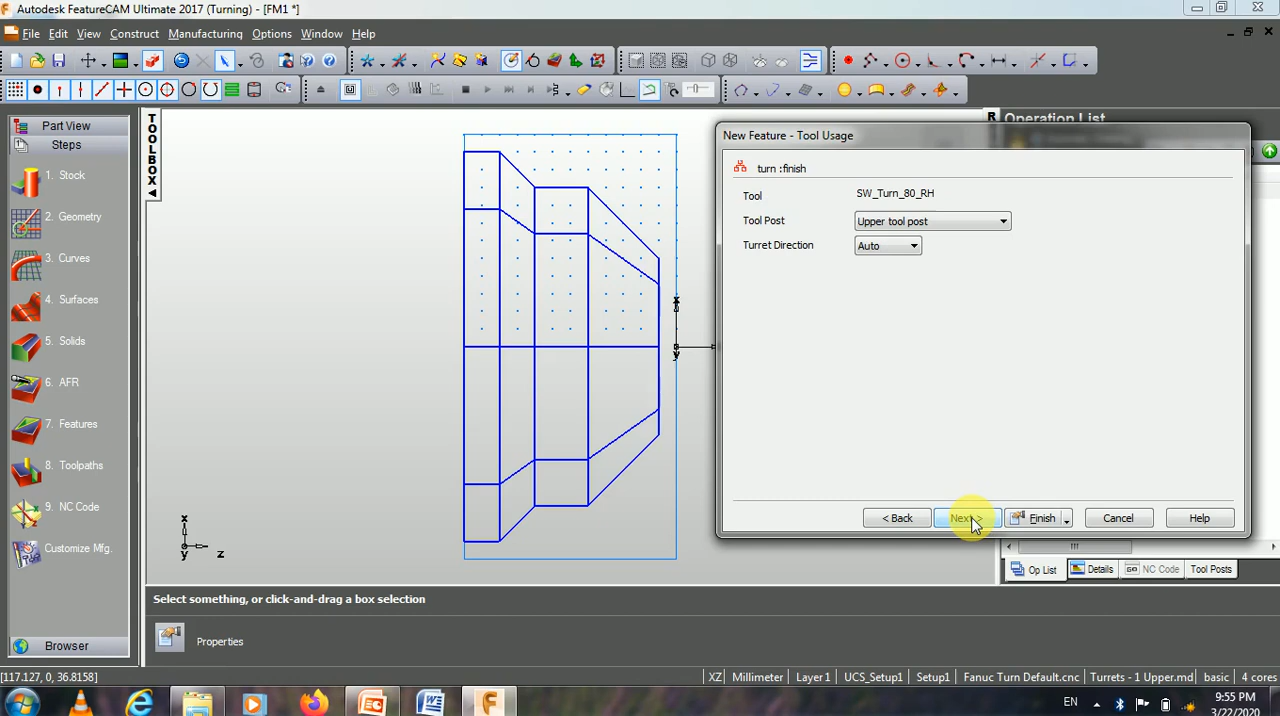 Autodesk FeatureCAM Ultimate 2017 (Turning) - [FM1 *]
File Edit View Construct Manufacturing Options Window Help
TOOLBOX
Part View
Steps
1. Stock
2. Geometry
3. Curves
4. Surfaces
5. Solids
6. AFR
7. Features
8. Toolpaths
9. NC Code
Customize Mfg.
Browser
x
y
x
y z
R
Operation List
New Feature - Tool Usage
turn :finish
Tool SW_Turn_80_RH
Tool Post Upper tool post
Turret Direction Auto
< Back Next > Finish Cancel Help
Op List Details NC Code Tool Posts
Select something, or click-and-drag a box selection
Properties
[117.127, 0, 36.8158] XZ Millimeter Layer1 UCS_Setup1 Setup1 Fanuc Turn Default.cnc Turrets - 1 Upper.md basic 4 cores
EN 9:55 PM
3/22/2020